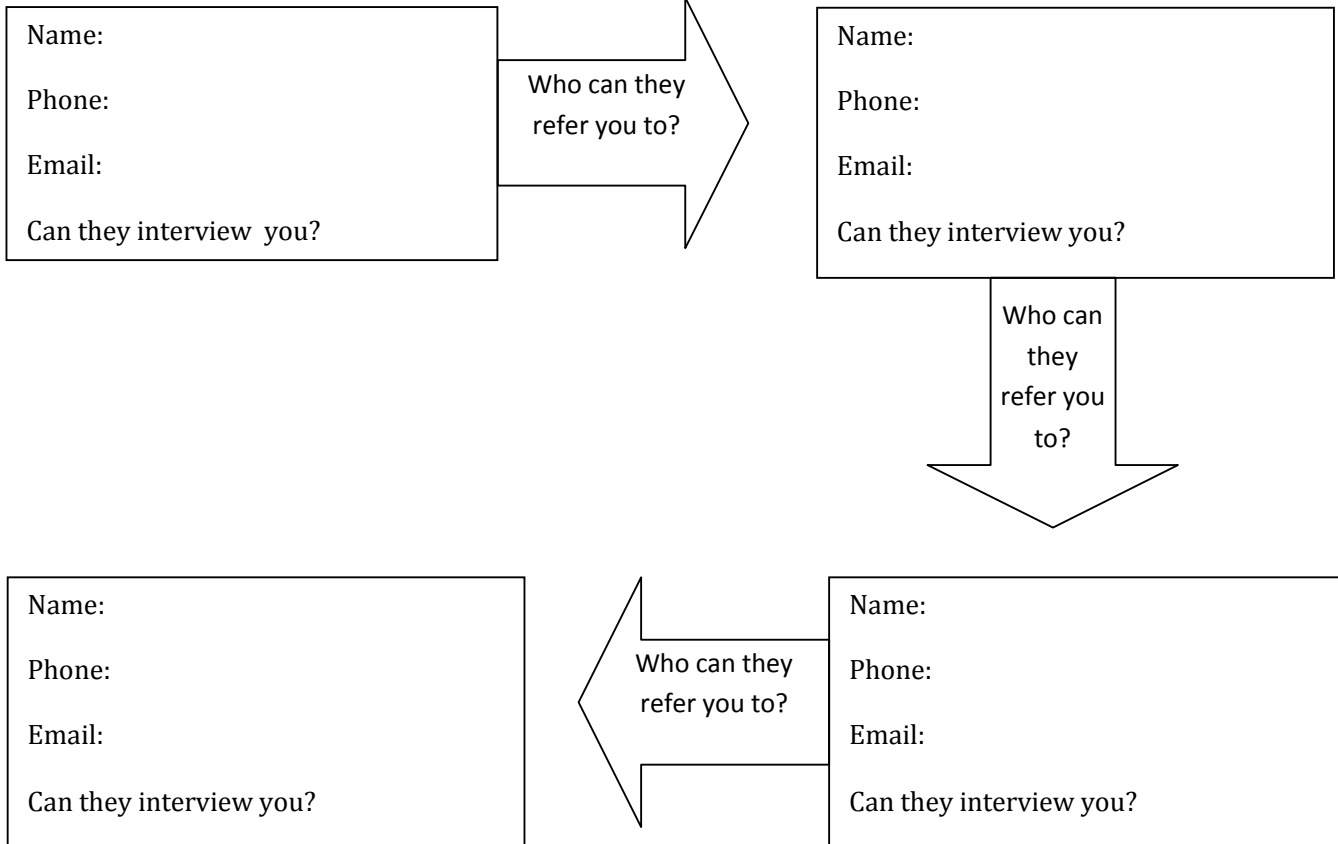 Name:
Phone:
Email:
Can they interview  you?
Who can they
refer you to?
Name:
Phone:
Email:
Can they interview you?
Who can
they
refer you
to?
Name:
Phone:
Email:
Can they interview you?
Who can they
refer you to?
Name:
Phone:
Email:
Can they interview you?